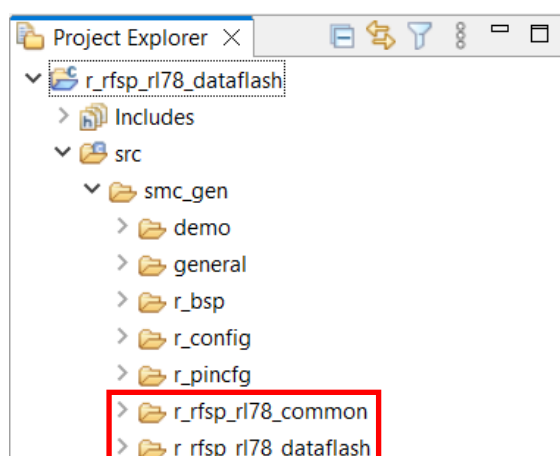 Project Explorer
r_rfsp_rl78_dataflash
Includes
src
smc_gen
demo
general
r_bsp
r_config
r_pincfg
r_rfsp_rl78_common
r_rfsp_rl78_dataflash